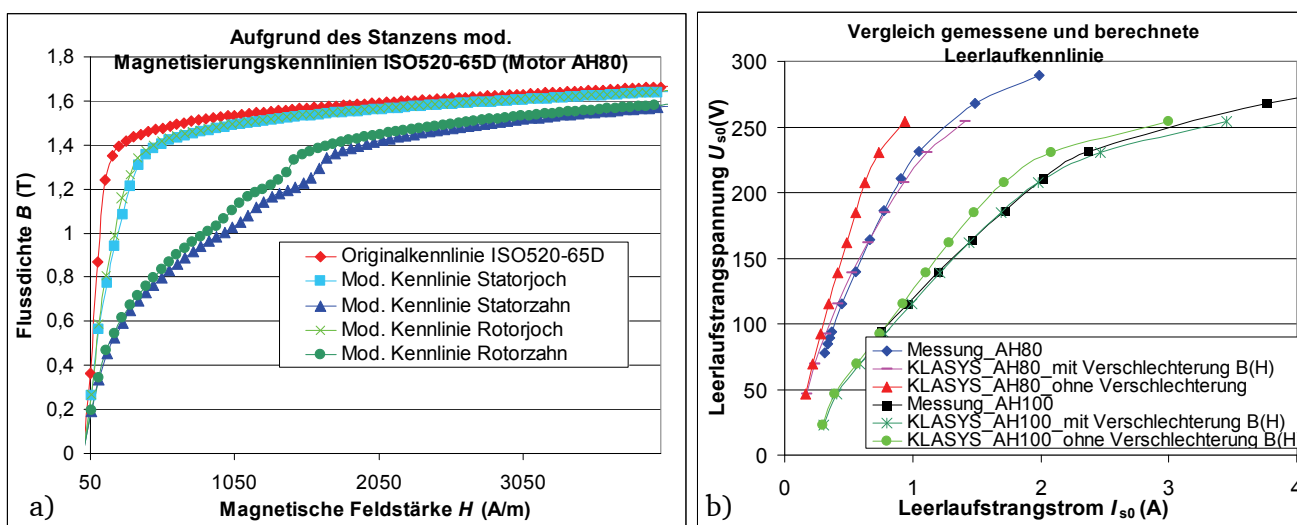 Aufgrund des Stanzens mod.
Magnetisierungskennlinien ISO520-65D (Motor AH80)
Flussdichte B (T)
1,8
1,6
1,4
1,2
1
0,8
0,6
0,4
0,2
0
50
1050
2050
3050
Magnetische Feldstärke H (A/m)
Originalkennlinie ISO520-65D
Mod. Kennlinie Statorjoch
Mod. Kennlinie Statorzahn
Mod. Kennlinie Rotorjoch
Mod. Kennlinie Rotorzahn
a)
Vergleich gemessene und berechnete
Leerlaufkennlinie
Leerlaufstrangspannung Us0(V)
300
250
200
150
100
50
0
0
1
2
3
4
Leerlaufstrangstrom Is0 (A)
Messung_AH80
KLASYS_AH80_mit Verschlechterung B(H)
KLASYS_AH80_ohne Verschlechterung
Messung_AH100
KLASYS_AH100_mit Verschlechterung B(H)
KLASYS_AH100_ohne Verschlechterung B(H
b)